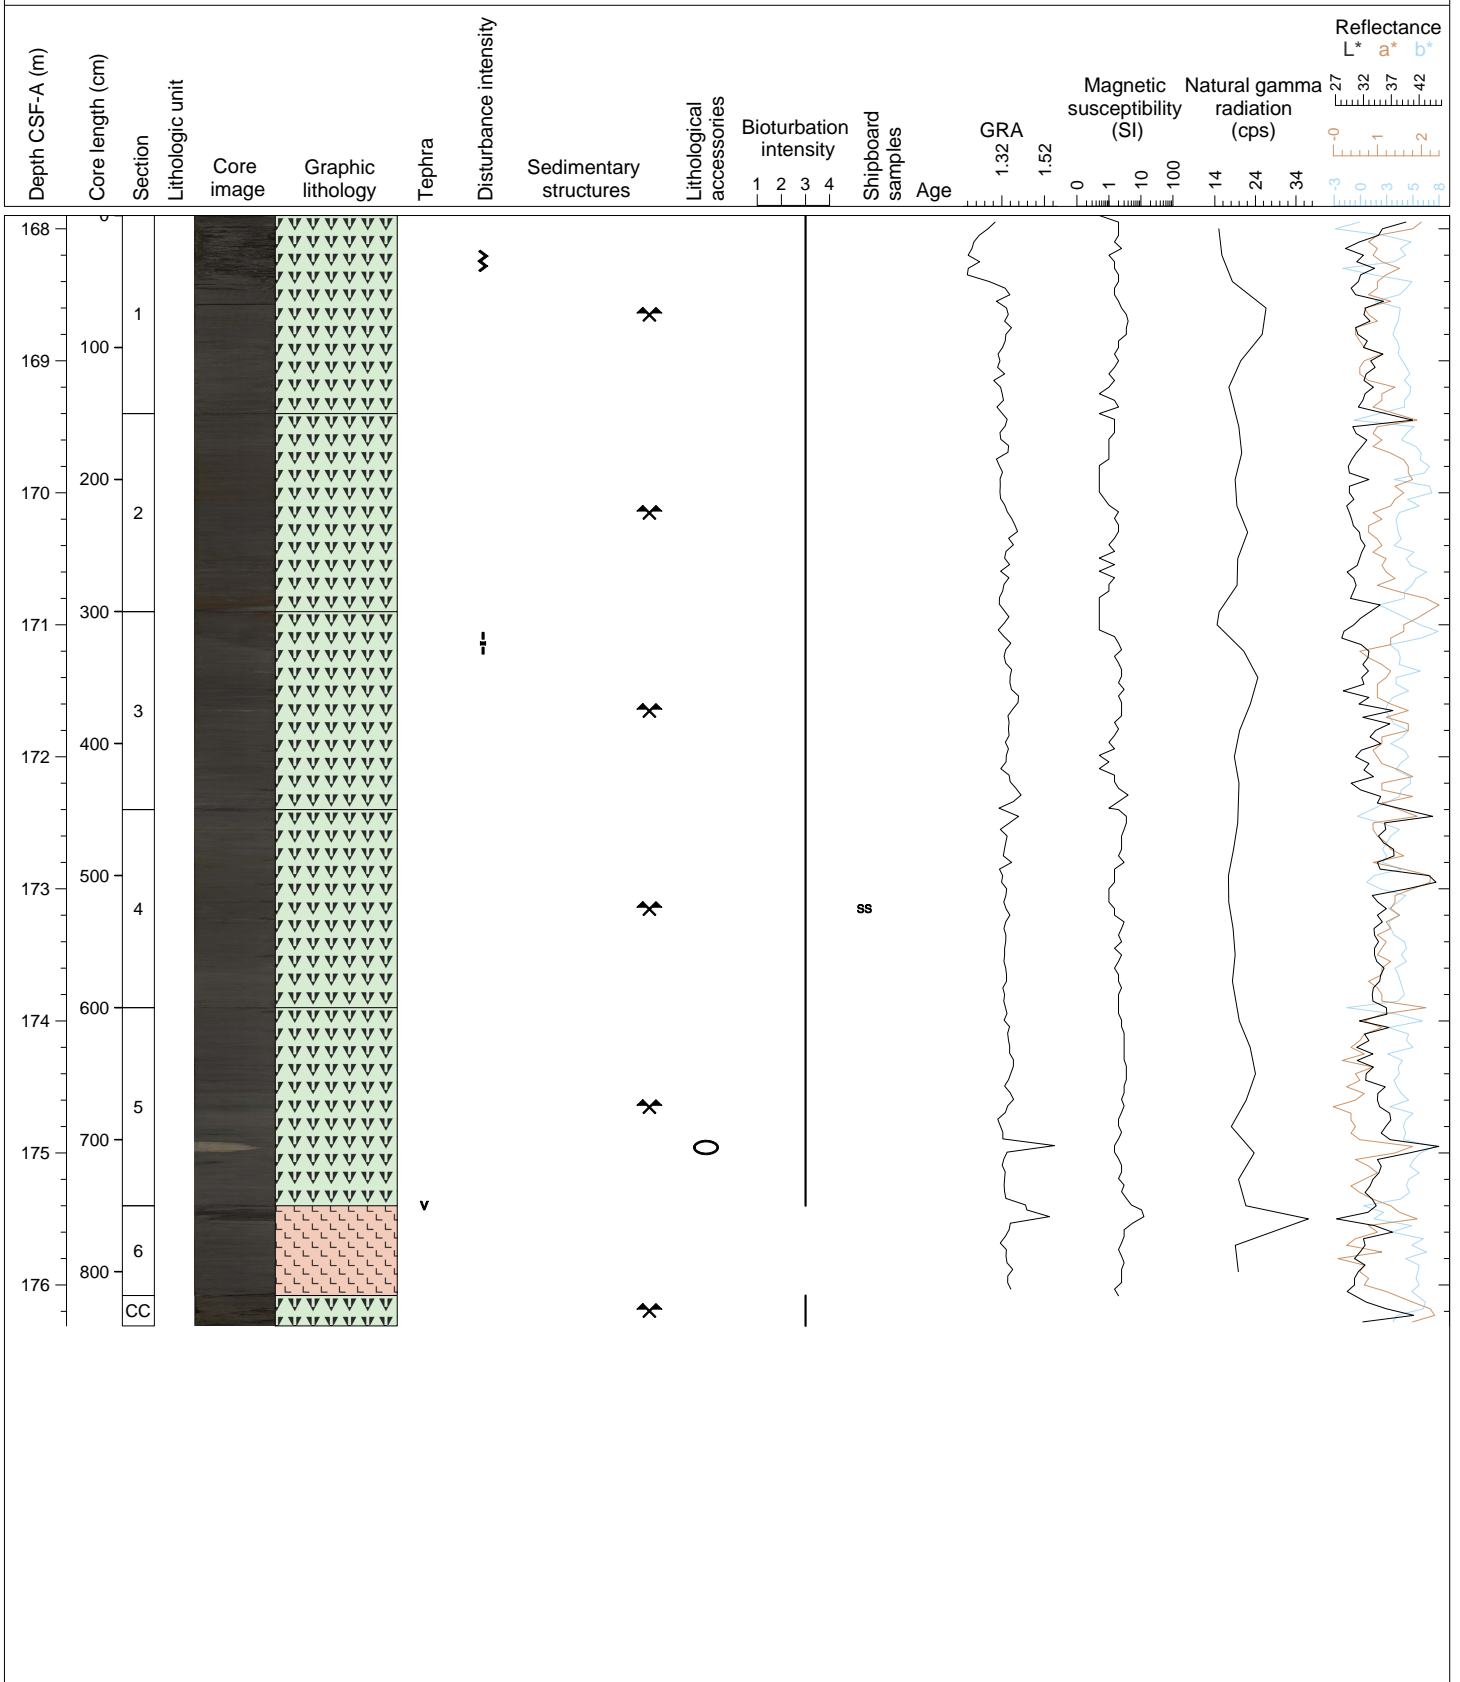 Depth CSF-A (m)
Core length (cm)
Section
Lithologic unit
Core
image
Graphic
lithology
Tephra
Disturbance intensity
Sedimentary
structures
Lithological
accessories
Bioturbation
intensity
1 2 3 4
Shipboard
samples
Age
GRA
1.32 1.52
Magnetic
susceptibility
(SI)
0 1 10 100
Natural gamma
radiation
(cps)
14 24 34
Reflectance
L* a* b*
27 32 37 42
-0 1 2
-3 0 3 5 8
168
169
170
171
172
173
174
175
176
0
100
200
300
400
500
600
700
800
1
2
3
4
5
6
CC
v
ss